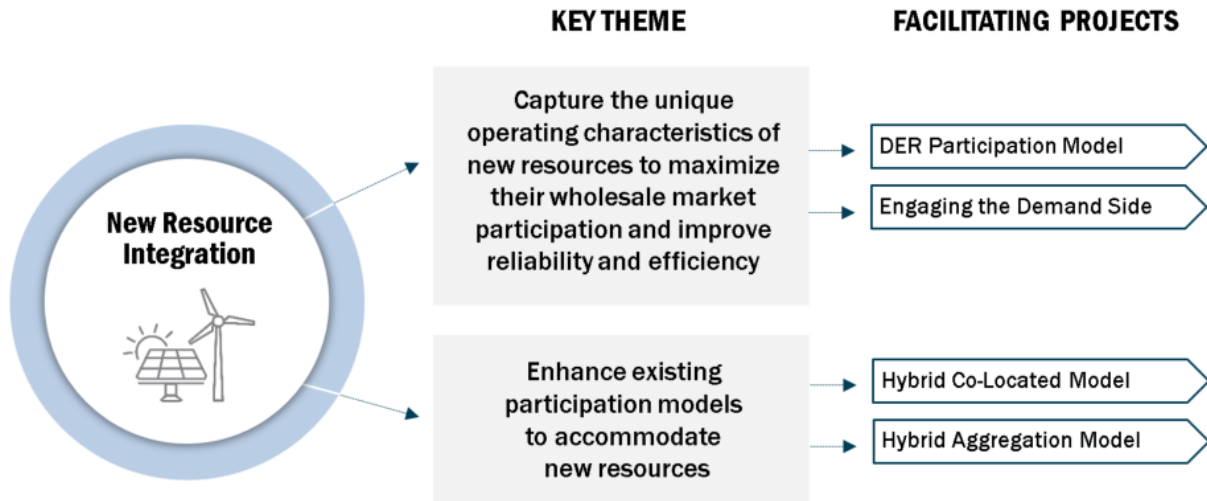 KEY THEME
FACILITATING PROJECTS
New Resource
Integration
Capture the unique
operating characteristics of
new resources to maximize
their wholesale market
participation and improve
reliability and efficiency
DER Participation Model
Engaging the Demand Side
Enhance existing
participation models
to accommodate
new resources
Hybrid Co-Located Model
Hybrid Aggregation Model